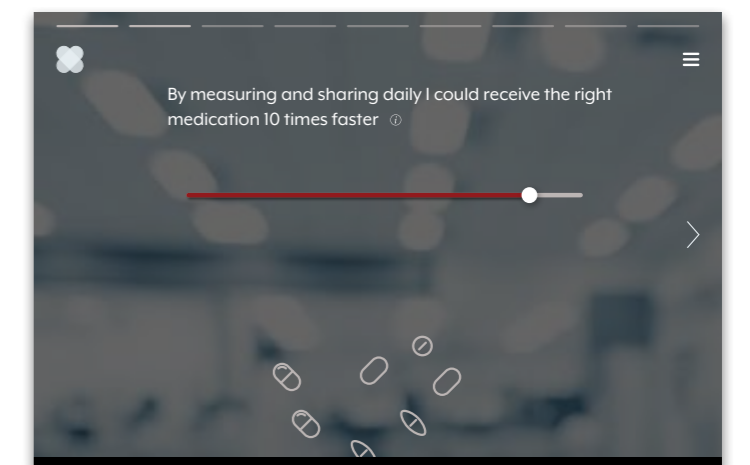 By measuring and sharing daily I could receive the right
medication 10 times faster